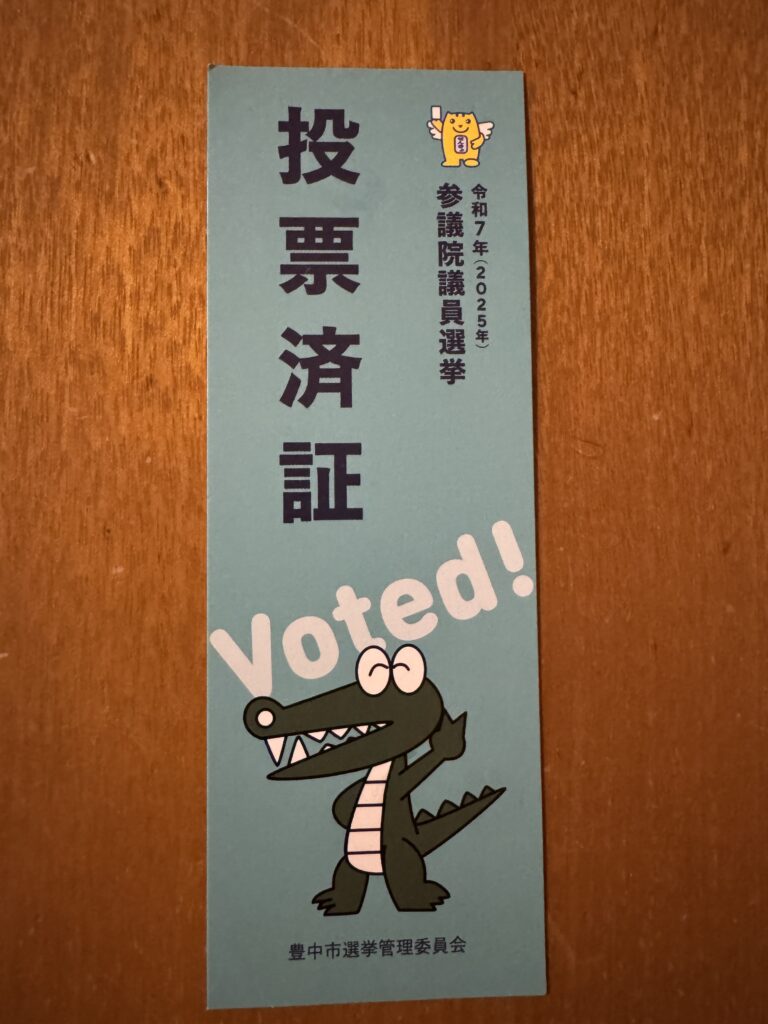 令和7年(2025年)
参議院議員選挙
投票済証
Voted!
豊中市選挙管理委員会